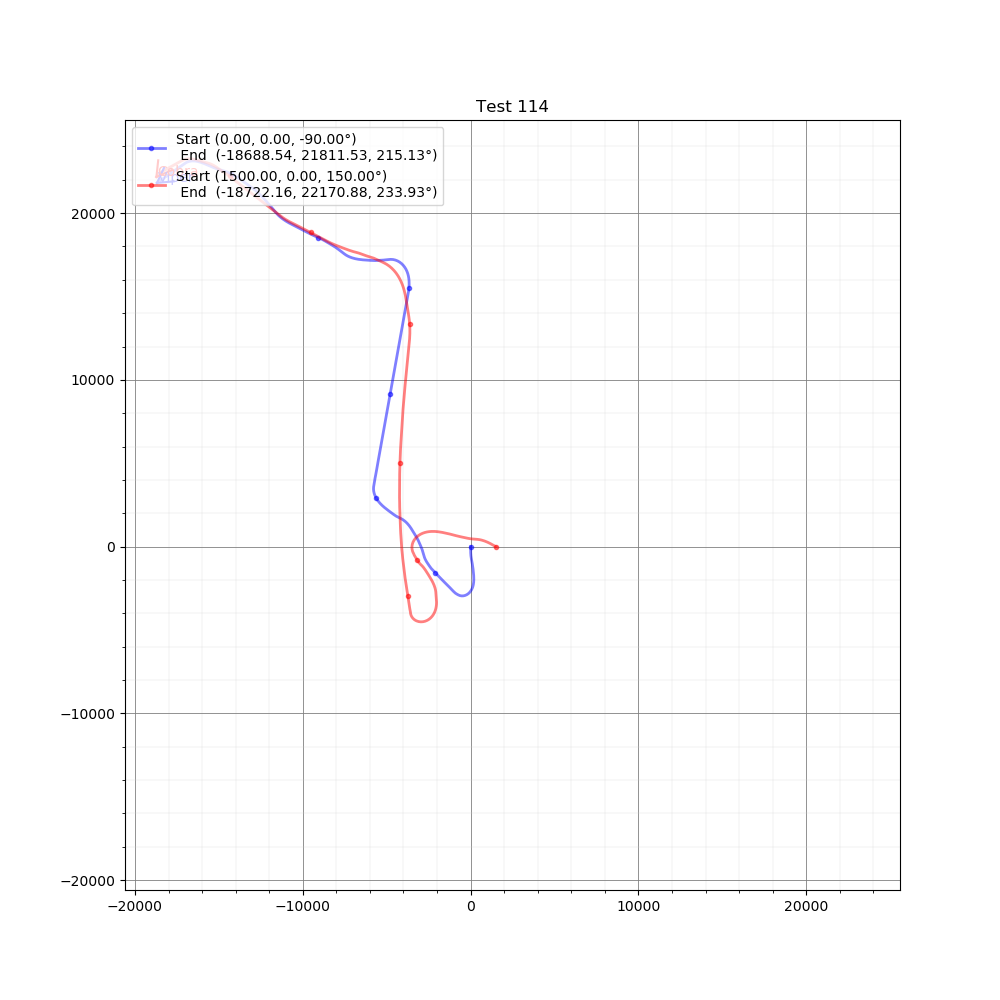 Test 114
Start (0.00, 0.00, -90.00°)
End (-18688.54, 21811.53, 215.13°)
Start (1500.00, 0.00, 150.00°)
End (-18722.16, 22170.88, 233.93°)
20000
10000
0
−10000
−20000
−20000 −10000 0 10000 20000